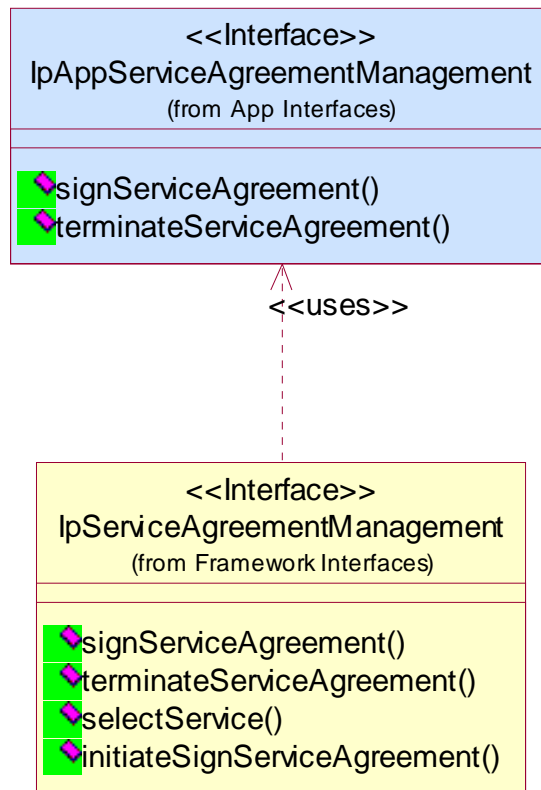 <<Interface>>
IpAppServiceAgreementManagement
(from App Interfaces)
signServiceAgreement()
terminateServiceAgreement()
<<uses>>
<<Interface>>
IpServiceAgreementManagement
(from Framework Interfaces)
signServiceAgreement()
terminateServiceAgreement()
selectService()
initiateSignServiceAgreement()